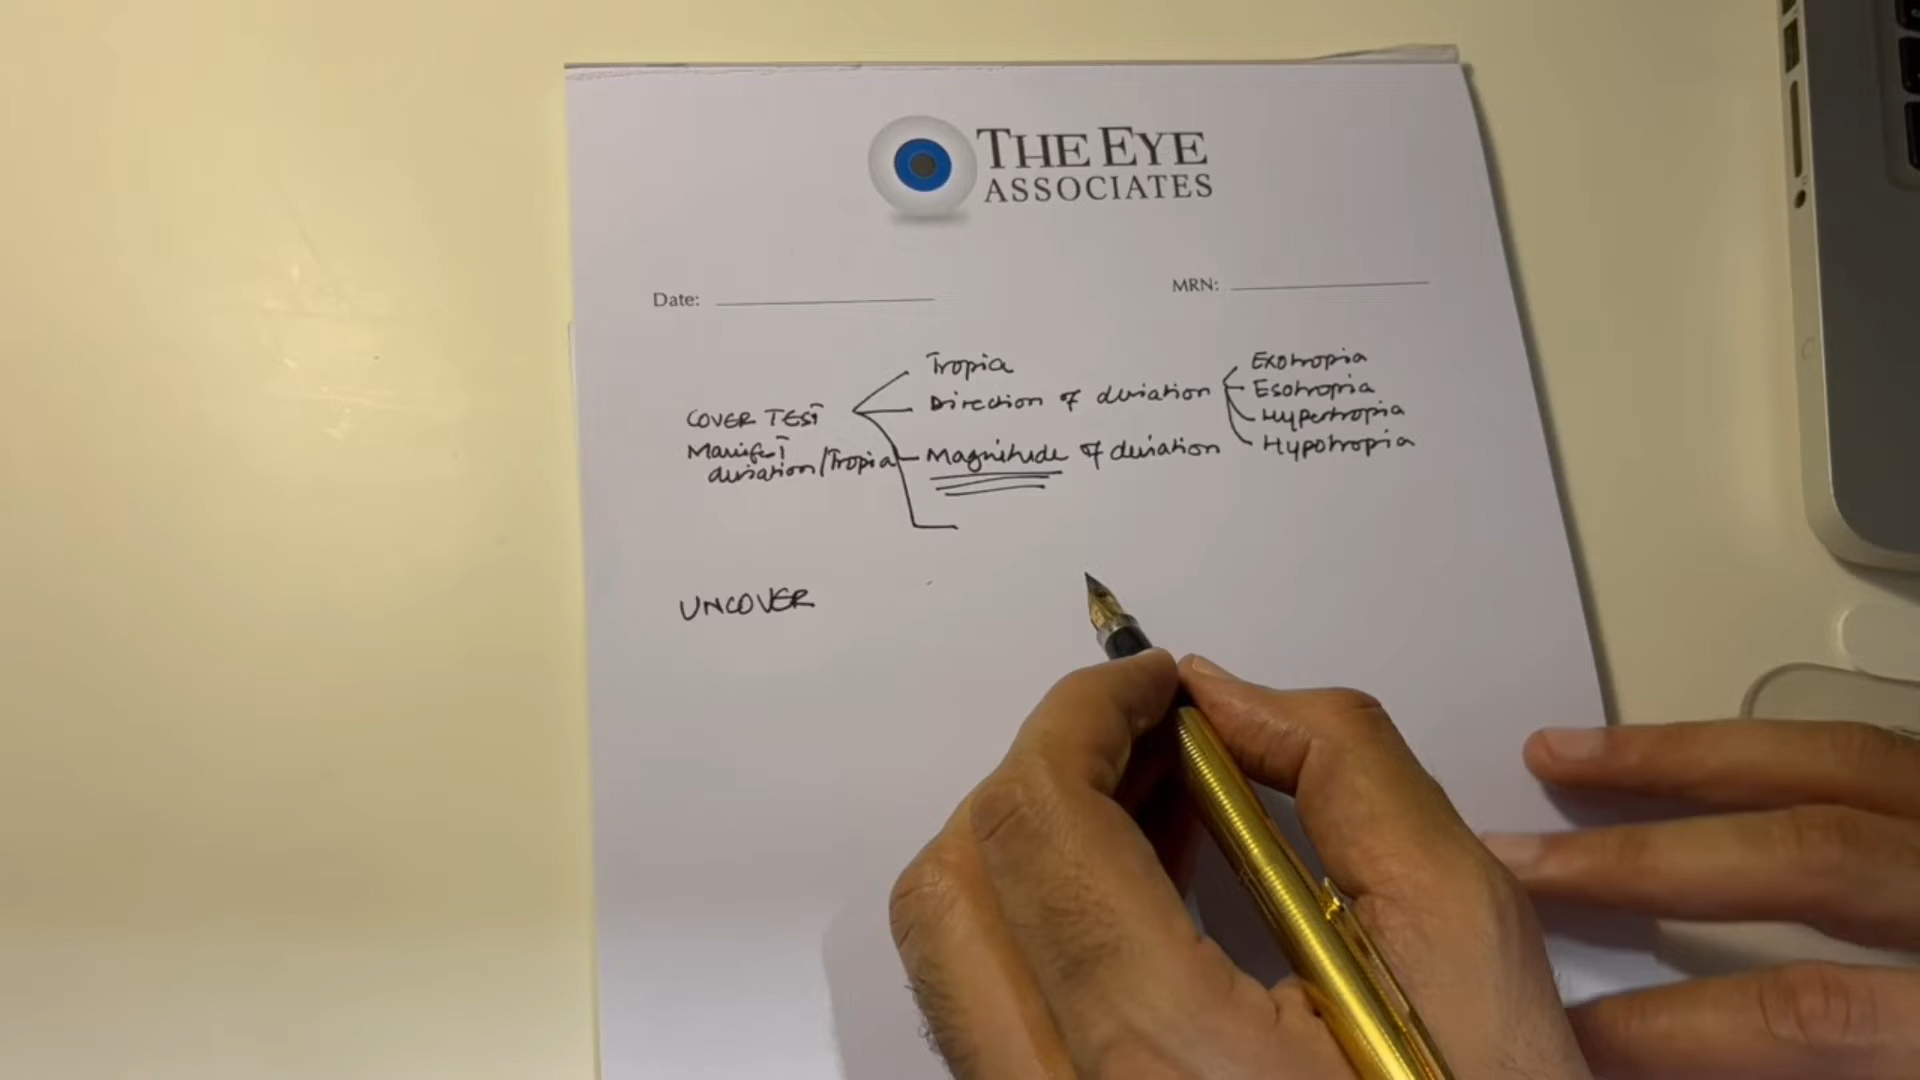 THE EYE
ASSOCIATES
Date:
MRN:
Tropia
Direction of deviation
Exotropia
Esotropia
Hypertropia
Hypotropia
COVER TEST
Manifest
deviation/Tropia
Magnitude of deviation
UNCOVER